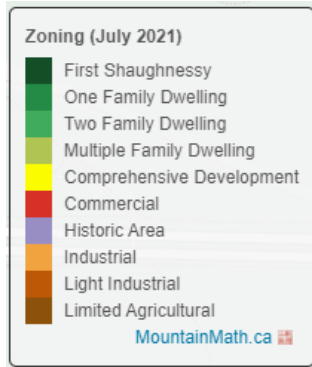 Zoning (July 2021)
First Shaughnessy
One Family Dwelling
Two Family Dwelling
Multiple Family Dwelling
Comprehensive Development
Commercial
Historic Area
Industrial
Light Industrial
Limited Agricultural
MountainMath.ca